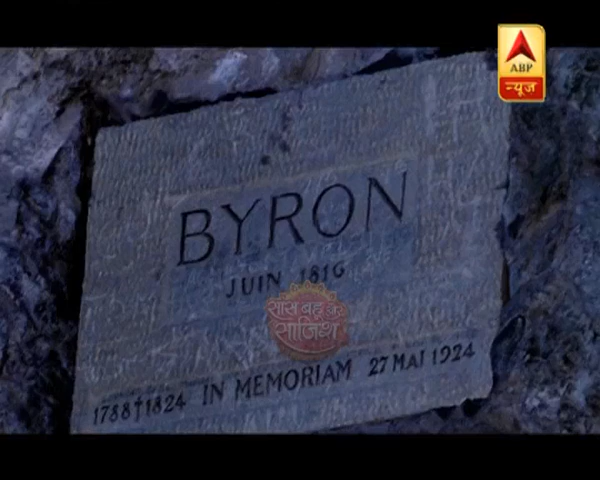 ABP
न्यूज़
BYRON
JUIN 1816
सास बहू और
साज़िश
1788†1824 IN MEMORIAM 27 MAI 1924